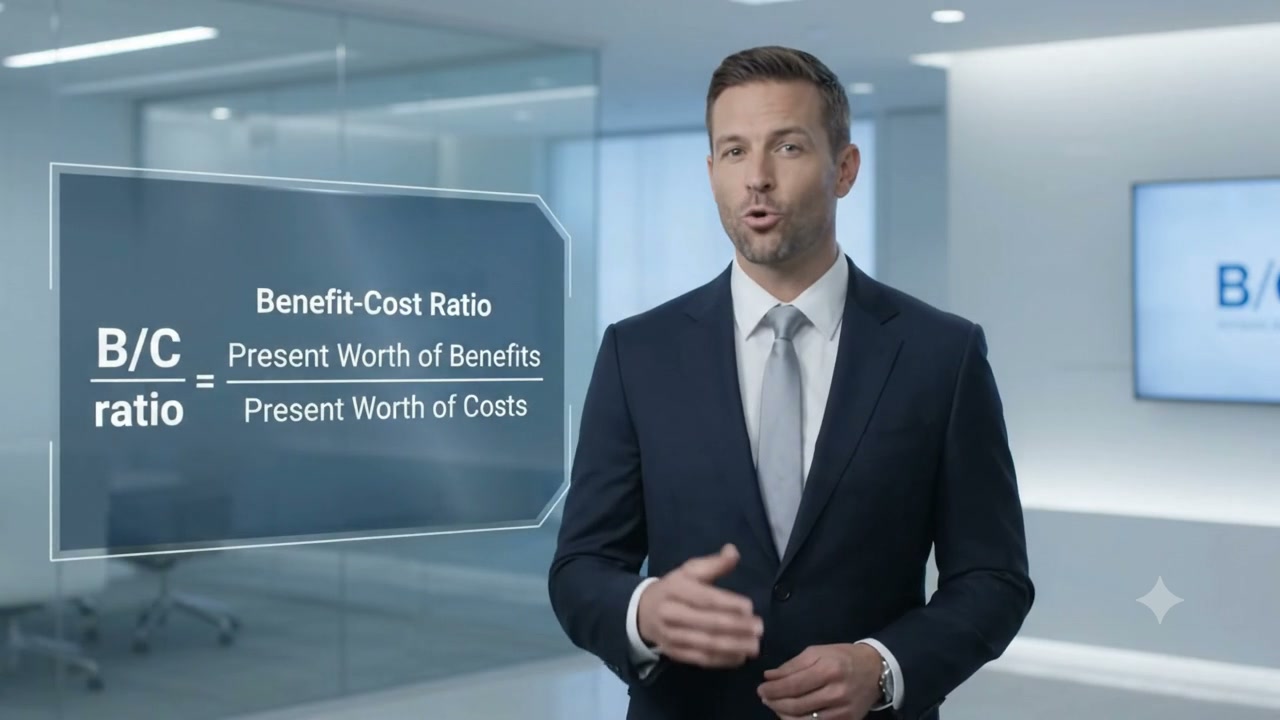 Benefit-Cost Ratio
B/C
ratio
=
Present Worth of Benefits
Present Worth of Costs
B/C